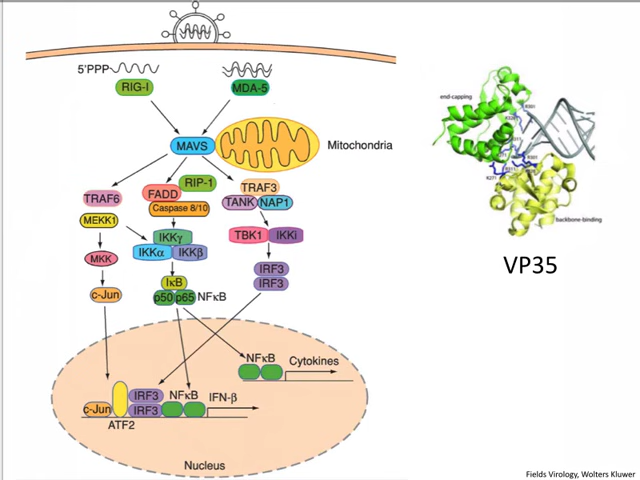 5'PPP
RIG-I
MDA-5
MAVS
Mitochondria
TRAF6
MEKK1
MKK
c-Jun
FADD
RIP-1
Caspase 8/10
IKKγ
IKKα
IKKβ
IκB
p50
p65
NFκB
TRAF3
TANK
NAP1
TBK1
IKKi
IRF3
IRF3
NFκB
Cytokines
c-Jun
ATF2
IRF3
IRF3
NFκB
IFN-β
Nucleus
end-capping
backbone-binding
VP35
Fields Virology, Wolters Kluwer